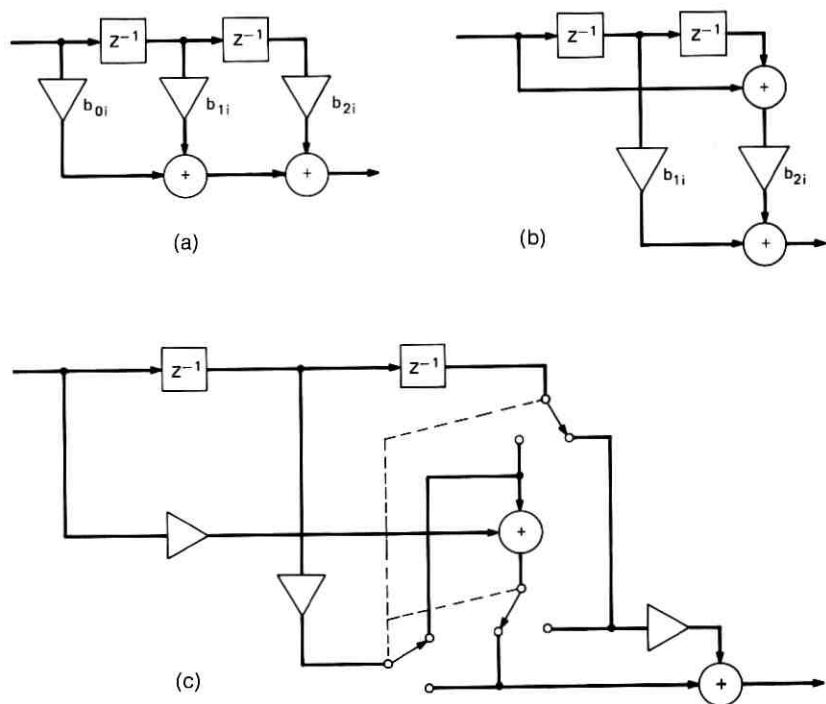 z⁻¹ z⁻¹
b₀ᵢ b₁ᵢ b₂ᵢ
+ +
(a)
z⁻¹ z⁻¹
+
b₁ᵢ b₂ᵢ
+
(b)
z⁻¹ z⁻¹
+
+
(c)